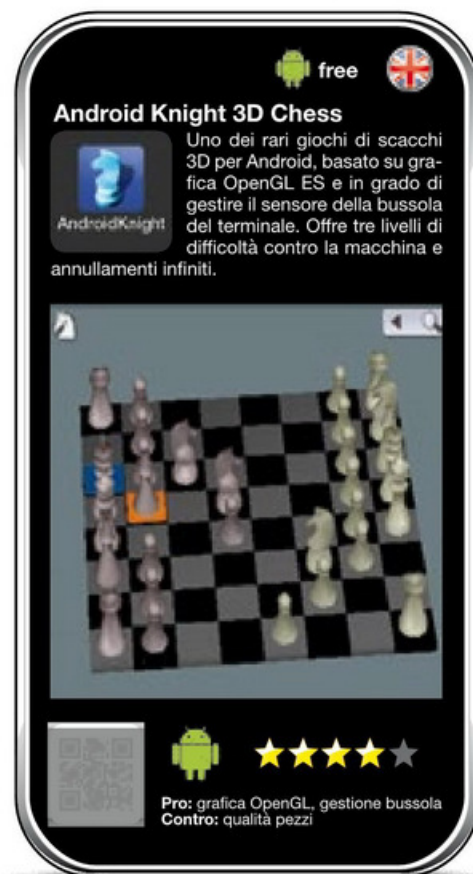 free
Android Knight 3D Chess
AndroidKnight
Uno dei rari giochi di scacchi
3D per Android, basato su gra-
fica OpenGL ES e in grado di
gestire il sensore della bussola
del terminale. Offre tre livelli di
difficoltà contro la macchina e
annullamenti infiniti.
Pro: grafica OpenGL, gestione bussola
Contro: qualità pezzi